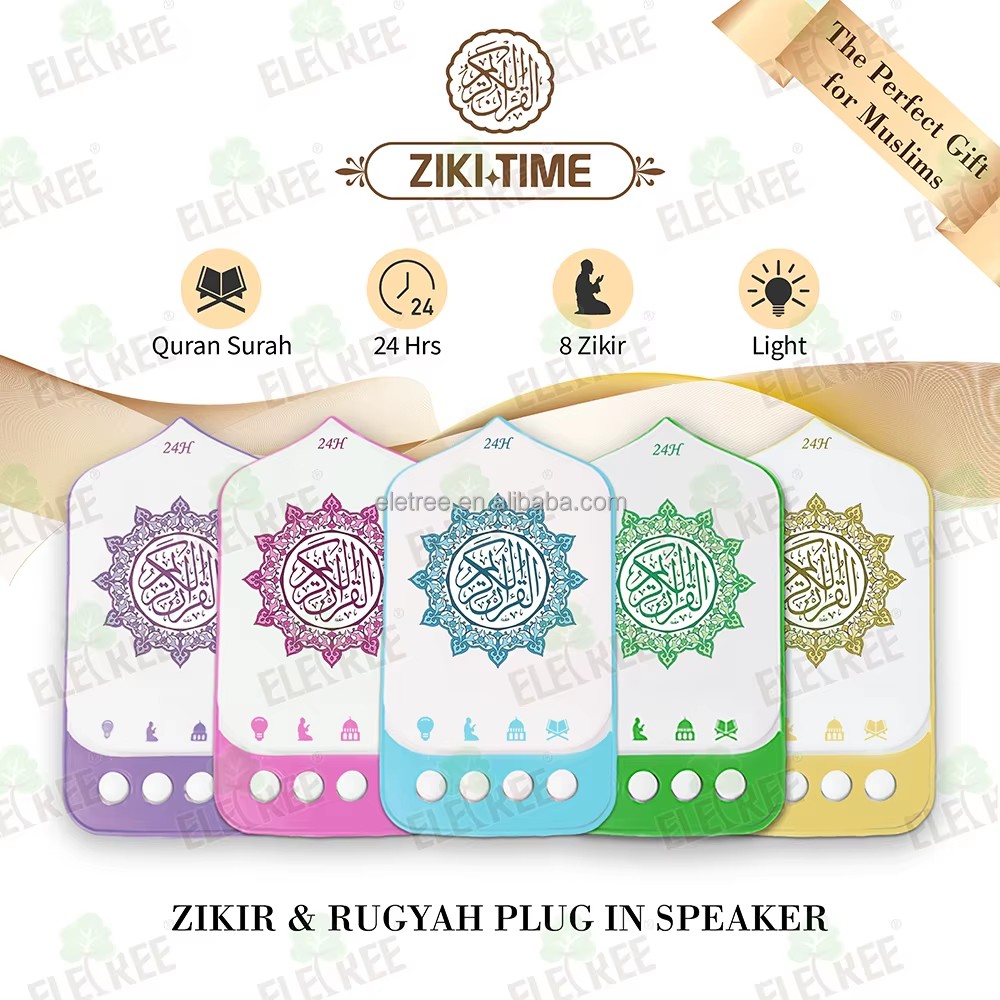 القرآن الكريم
The Perfect Gift
for Muslims
ZIKI TIME
24
Quran Surah
24 Hrs
8 Zikir
Light
24H
24H
24H
24H
24H
eletree.en.alibaba.com
القرآن الكريم
القرآن الكريم
القرآن الكريم
القرآن الكريم
القرآن الكريم
ZIKIR & RUGYAH PLUG IN SPEAKER
ELETREE®